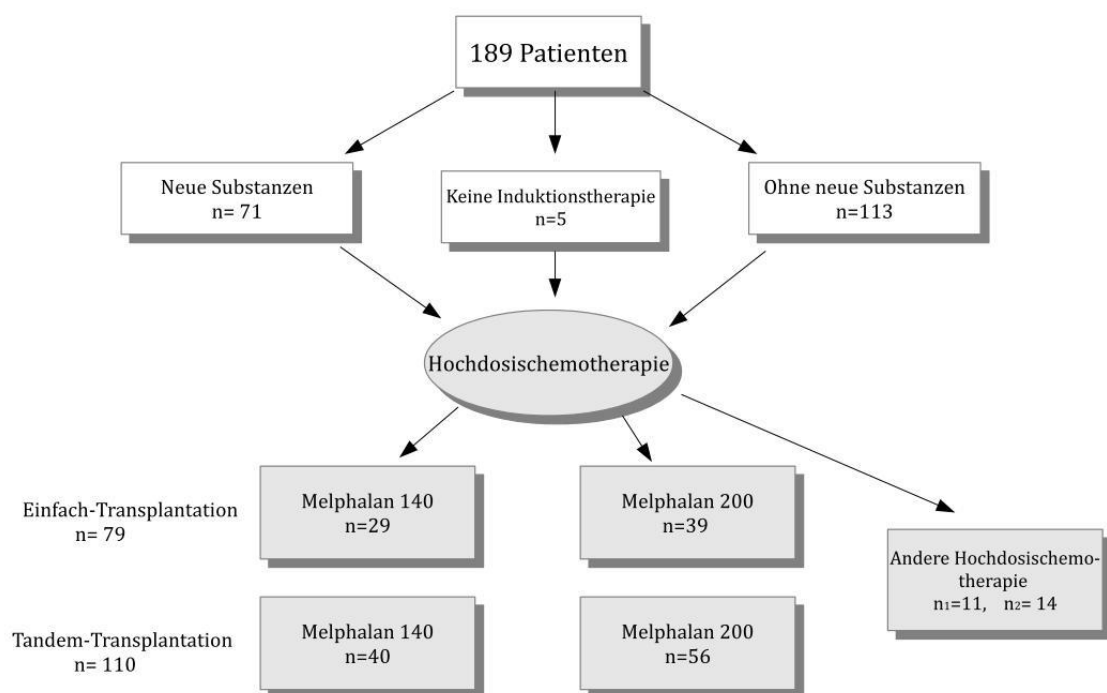 189 Patienten
Neue Substanzen
n= 71
Keine Induktionstherapie
n=5
Ohne neue Substanzen
n=113
Hochdosischemotherapie
Einfach-Transplantation
n= 79
Melphalan 140
n=29
Melphalan 200
n=39
Andere Hochdosischemo-
therapie
n₁=11, n₂= 14
Tandem-Transplantation
n= 110
Melphalan 140
n=40
Melphalan 200
n=56